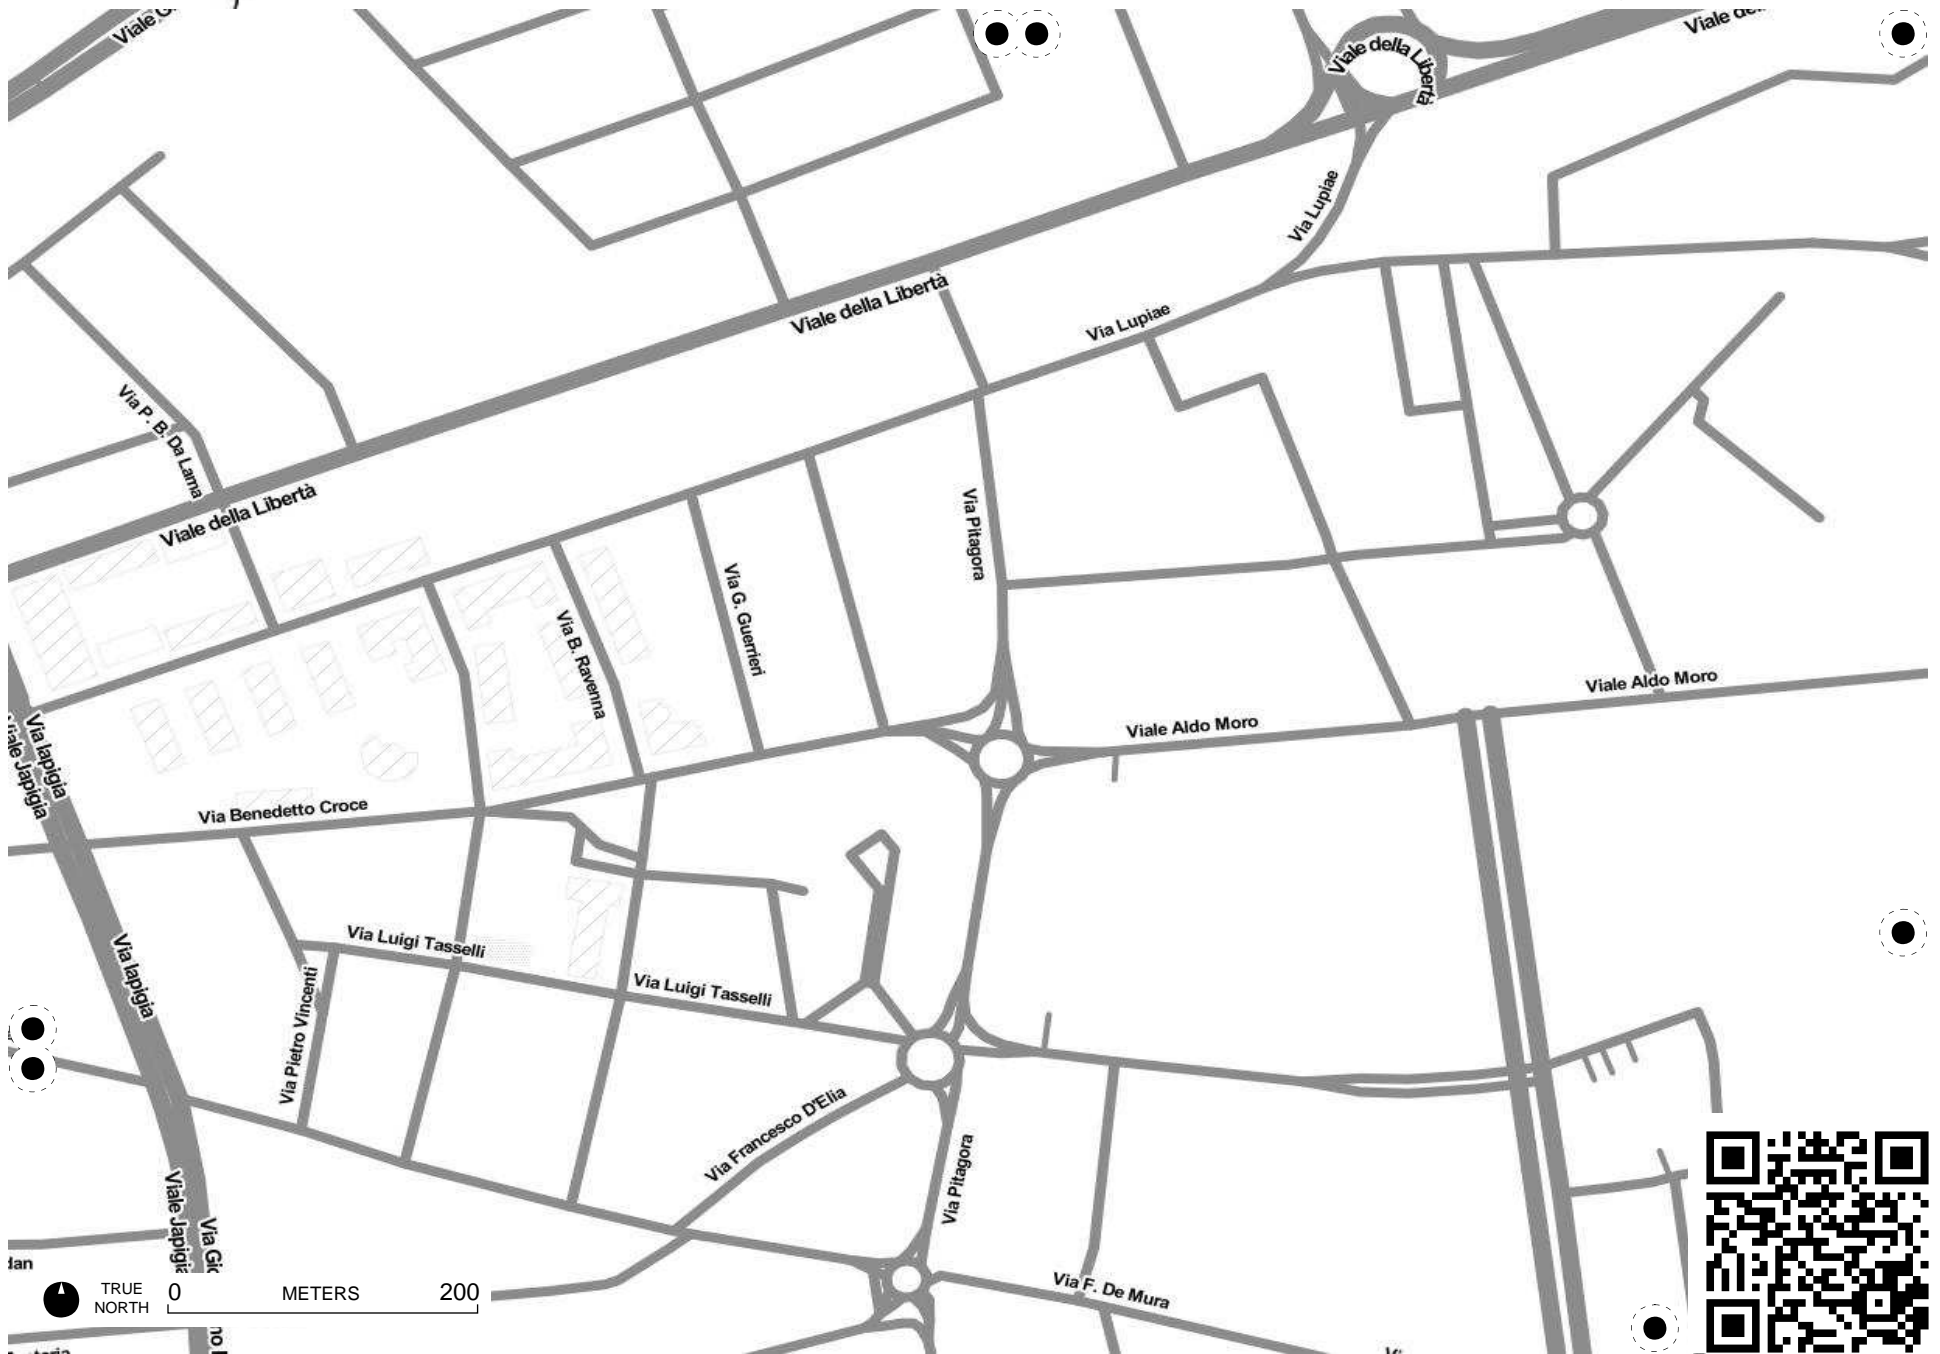 Viale della Libertà
Via Lupiae
Viale della Libertà
Via Lupiae
Via P. B. Da Lama
Viale della Libertà
Via Pitagora
Via G. Guerrieri
Via B. Ravenna
Viale Aldo Moro
Viale Aldo Moro
Via Iapigia
Viale Japigia
Via Benedetto Croce
Via Luigi Tasselli
Via Iapigia
Via Luigi Tasselli
Via Pietro Vincenti
Via Francesco D'Elia
Via Pitagora
Viale Japigia
Via F. De Mura
TRUE
NORTH
0 METERS 200